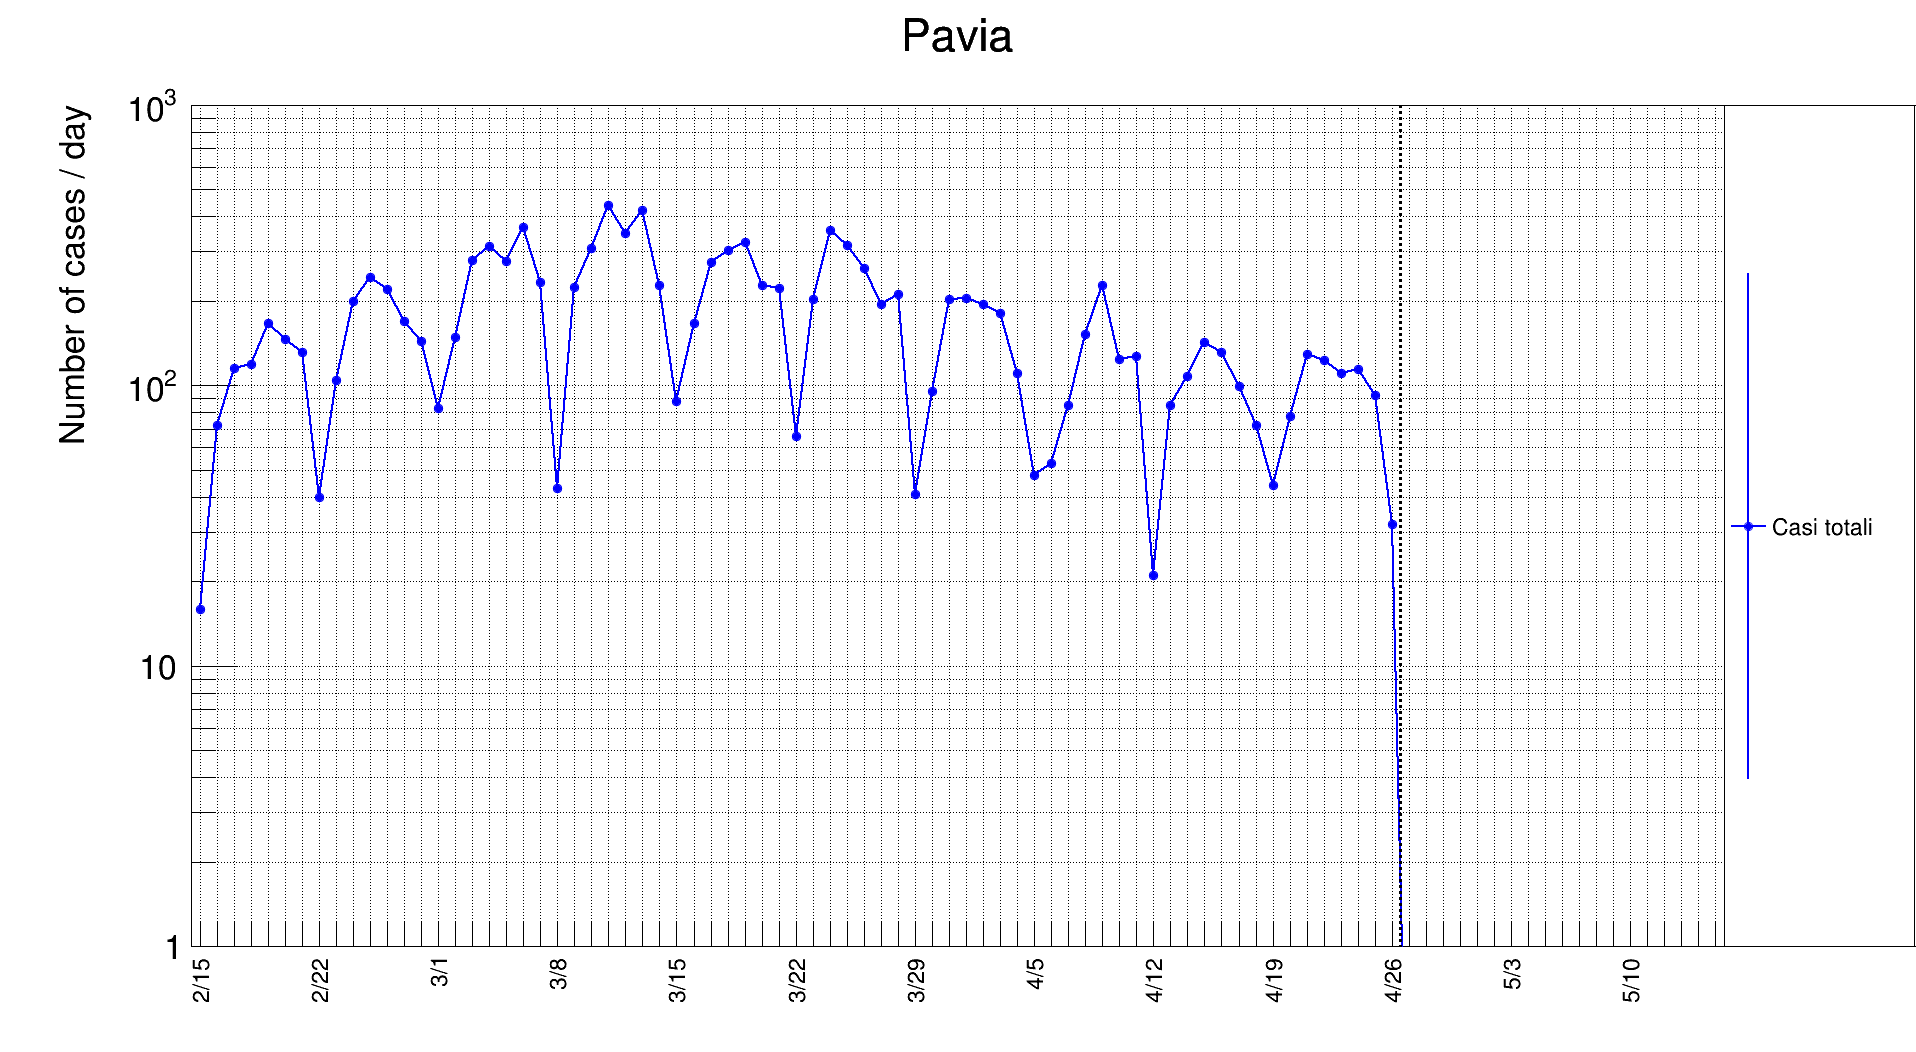 Pavia
Number of cases / day
10³
10²
10
1
2/15 2/22 3/1 3/8 3/15 3/22 3/29 4/5 4/12 4/19 4/26 5/3 5/10
Casi totali